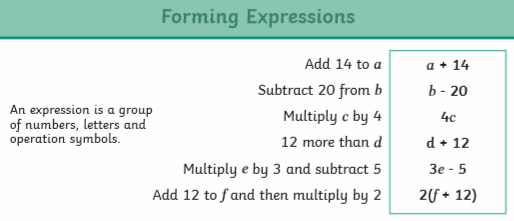 Forming Expressions
An expression is a group
of numbers, letters and
operation symbols.
Add 14 to a
a + 14
Subtract 20 from b
b - 20
Multiply c by 4
4c
12 more than d
d + 12
Multiply e by 3 and subtract 5
3e - 5
Add 12 to f and then multiply by 2
2(f + 12)